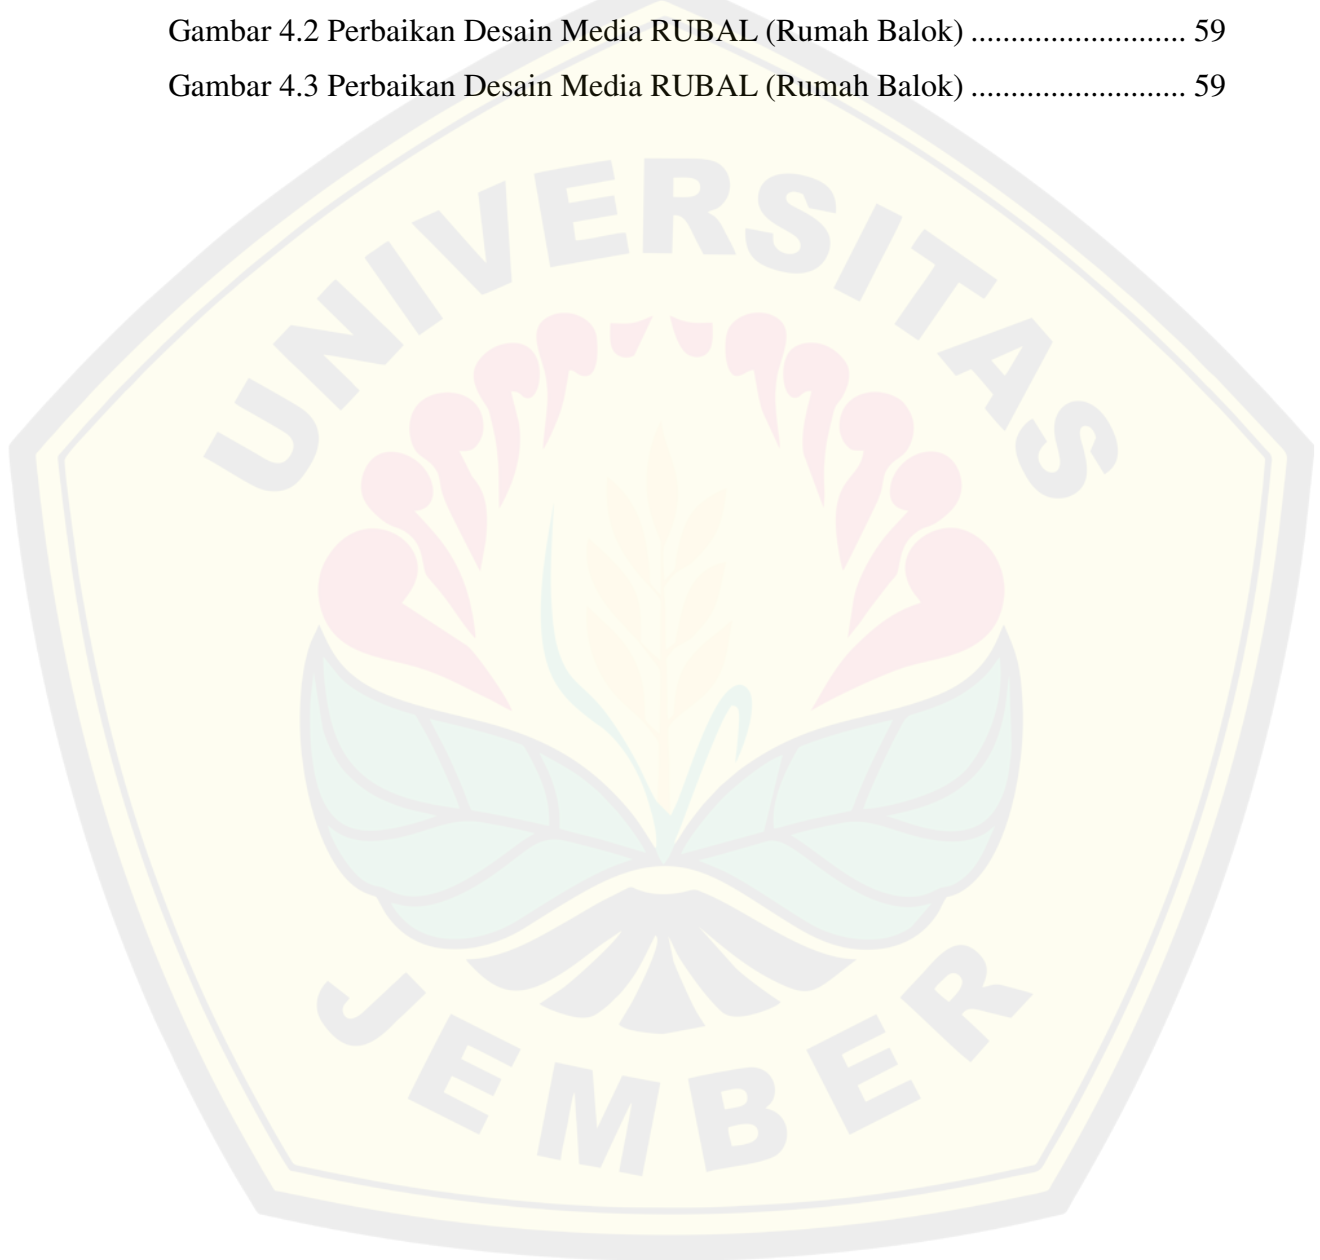 Gambar 4.2 Perbaikan Desain Media RUBAL (Rumah Balok) ........................... 59
Gambar 4.3 Perbaikan Desain Media RUBAL (Rumah Balok) ........................... 59
UNIVERSITAS
JEMBER